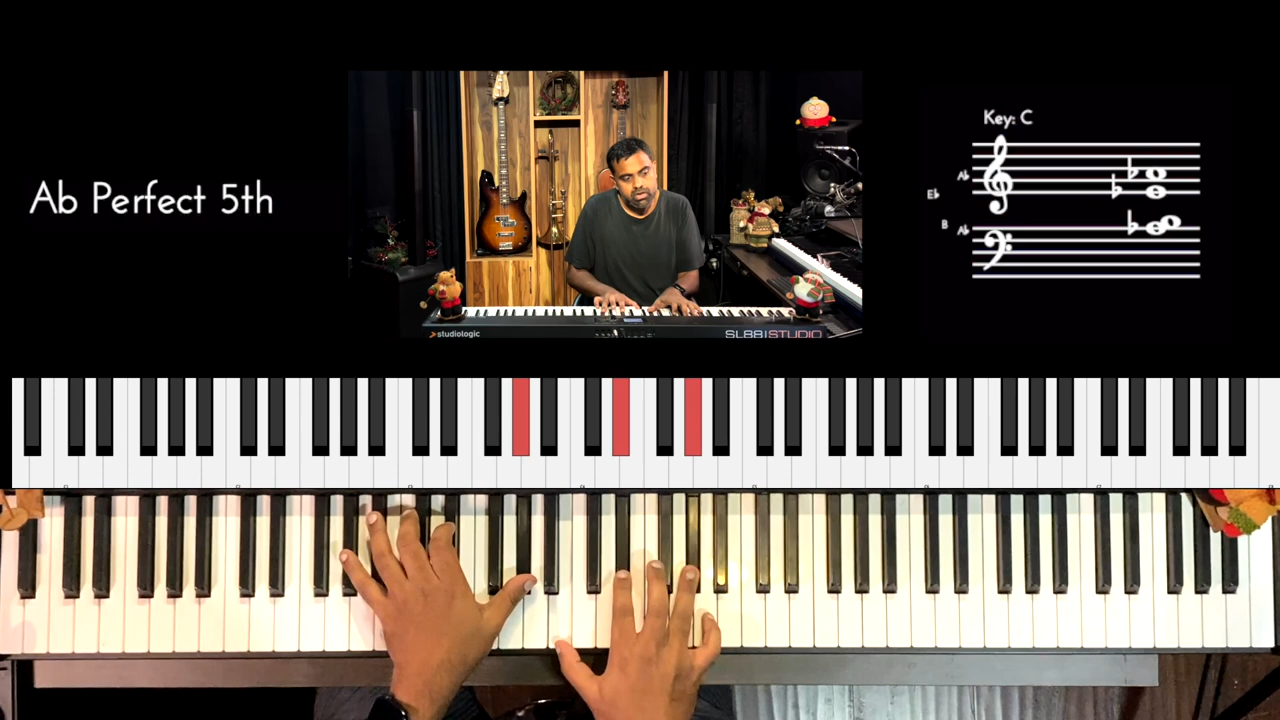 Ab Perfect 5th
Key: C
Ab
Eb
B
Ab
studiologic
SL88 STUDIO